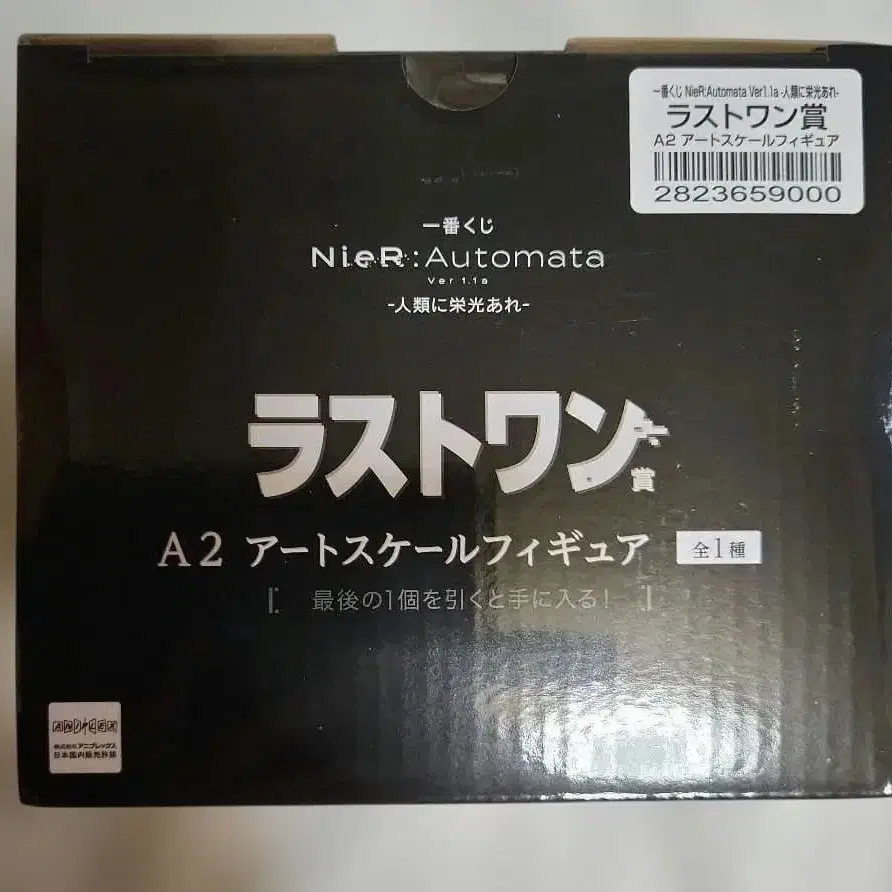 一番くじ NieR:Automata Ver1.1a -人類に栄光あれ-
ラストワン賞
A2 アートスケールフィギュア
2823659000
一番くじ
NieR:Automata
Ver 1.1a
-人類に栄光あれ-
ラストワン賞
A2 アートスケールフィギュア 全1種
[ 最後の1個を引くと手に入る! ]
ANIPLEX
株式会社アニプレックス
日本国内販売許諾